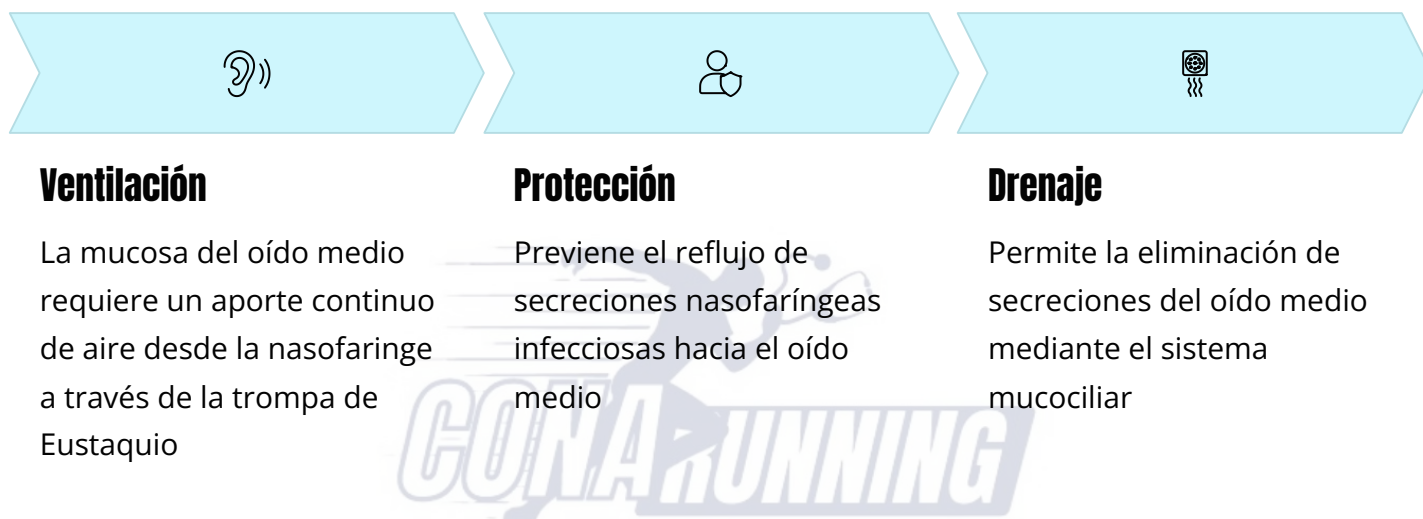 Ventilación
La mucosa del oído medio
requiere un aporte continuo
de aire desde la nasofaringe
a través de la trompa de
Eustaquio
Protección
Previene el reflujo de
secreciones nasofaríngeas
infecciosas hacia el oído
medio
Drenaje
Permite la eliminación de
secreciones del oído medio
mediante el sistema
mucociliar
CONARUNNING